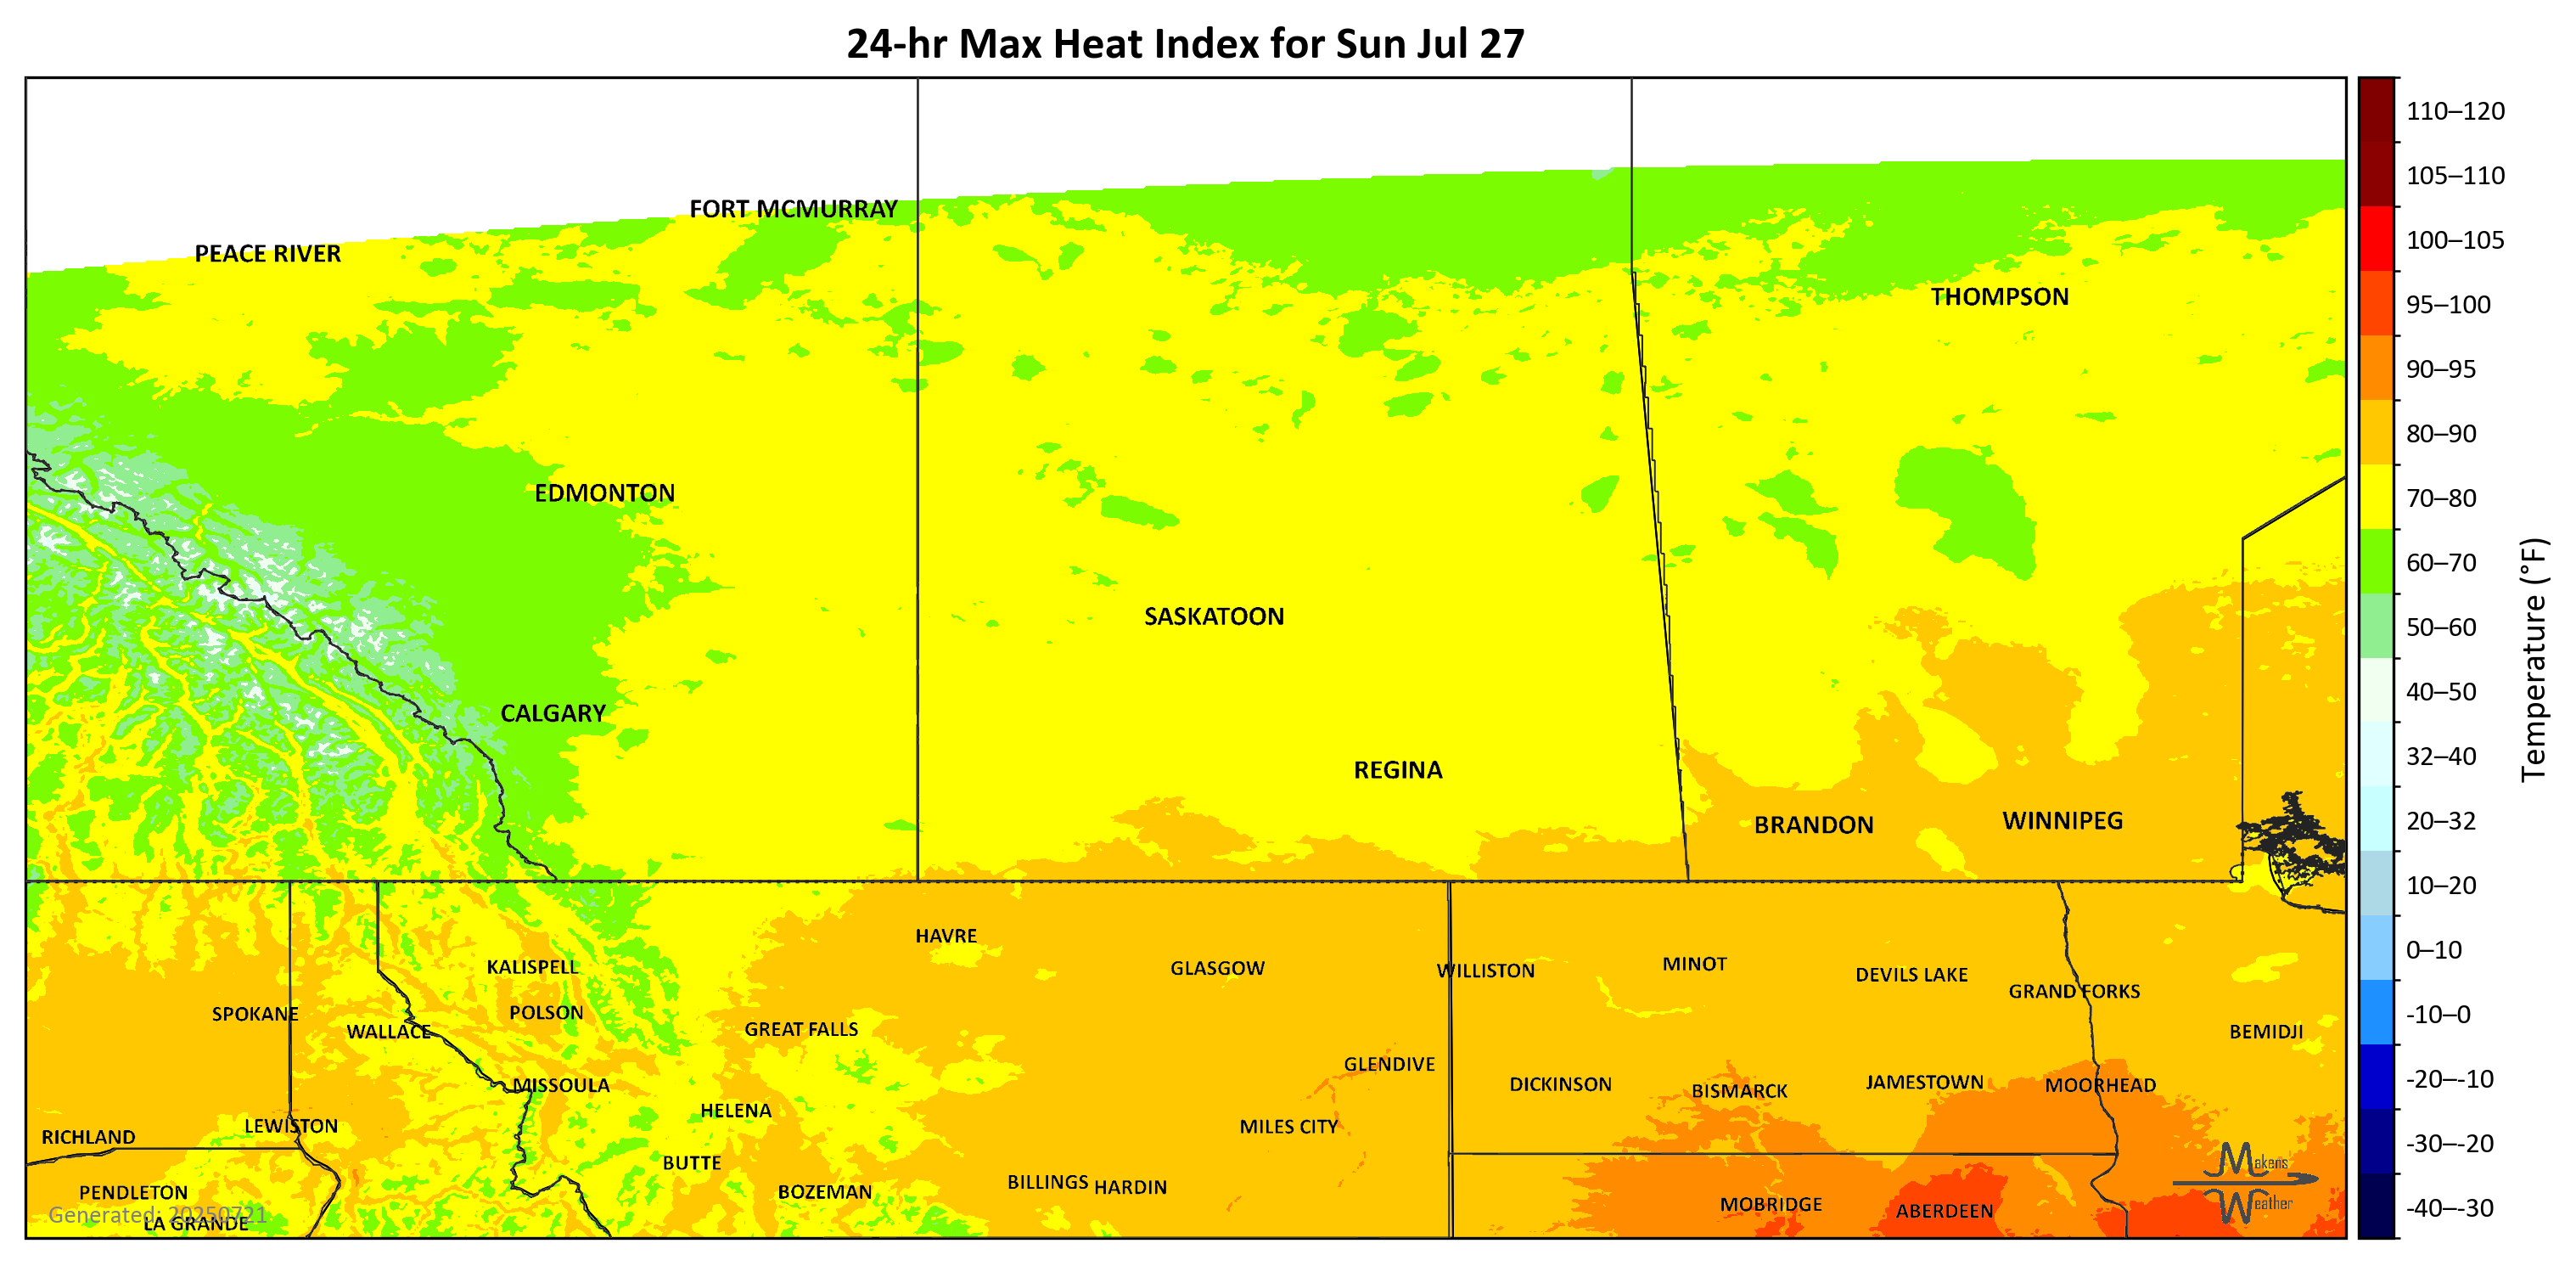 24-hr Max Heat Index for Sun Jul 27
FORT MCMURRAY
PEACE RIVER
THOMPSON
EDMONTON
SASKATOON
CALGARY
REGINA
BRANDON
WINNIPEG
HAVRE
KALISPELL
GLASGOW
WILLISTON
MINOT
DEVILS LAKE
GRAND FORKS
SPOKANE
POLSON
WALLACE
GREAT FALLS
BEMIDJI
GLENDIVE
MISSOULA
DICKINSON
BISMARCK
JAMESTOWN
MOORHEAD
HELENA
LEWISTON
MILES CITY
RICHLAND
BUTTE
BILLINGS
HARDIN
PENDLETON
BOZEMAN
MOBRIDGE
ABERDEEN
Generated: 20250721
LA GRANDE
Makens
Weather
110–120
105–110
100–105
95–100
90–95
80–90
70–80
60–70
50–60
40–50
32–40
20–32
10–20
0–10
-10–0
-20–-10
-30–-20
-40–-30
Temperature (°F)